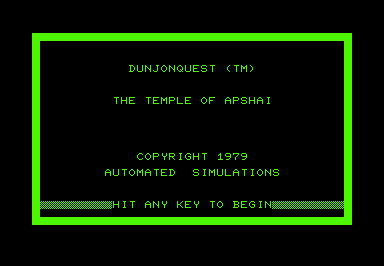 DUNJONQUEST (TM)
THE TEMPLE OF APSHAI
COPYRIGHT 1979
AUTOMATED  SIMULATIONS
HIT ANY KEY TO BEGIN